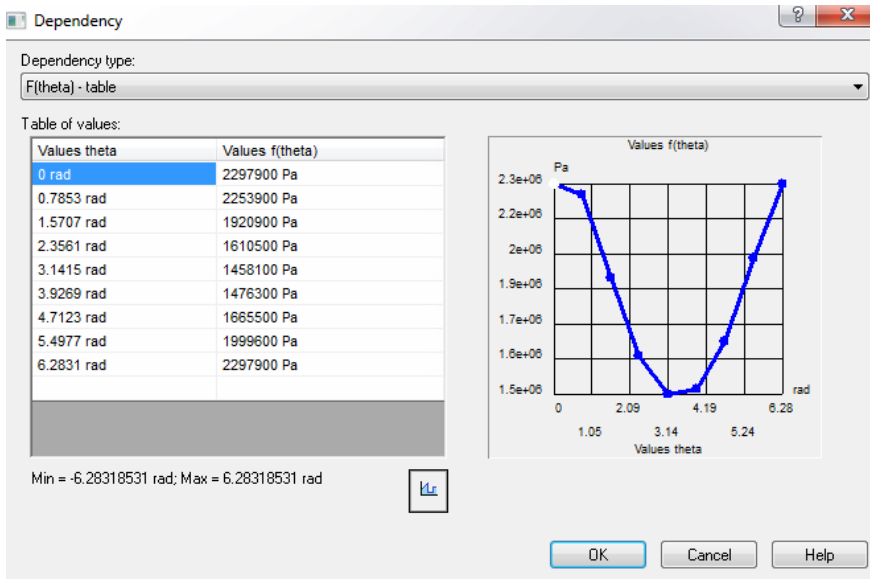 Dependency
Dependency type:
F(theta) - table
Table of values:
Values theta Values f(theta)
0 rad 2297900 Pa
0.7853 rad 2253900 Pa
1.5707 rad 1920900 Pa
2.3561 rad 1610500 Pa
3.1415 rad 1458100 Pa
3.9269 rad 1476300 Pa
4.7123 rad 1665500 Pa
5.4977 rad 1999600 Pa
6.2831 rad 2297900 Pa
Min = -6.28318531 rad; Max = 6.28318531 rad
Values f(theta)
Pa
2.3e+06
2.2e+06
2e+06
1.9e+06
1.7e+06
1.6e+06
1.5e+06
rad
0 2.09 4.19 6.28
1.05 3.14 5.24
Values theta
OK Cancel Help